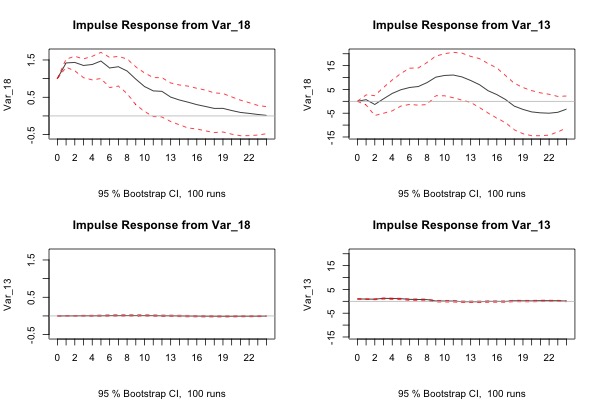 Impulse Response from Var_18
Var_18
1.5
0.5
-0.5
0 2 4 6 8 10 13 16 19 22
95 % Bootstrap CI, 100 runs
Impulse Response from Var_13
Var_18
15
5
-5
-15
0 2 4 6 8 10 13 16 19 22
95 % Bootstrap CI, 100 runs
Impulse Response from Var_18
Var_13
1.5
0.5
-0.5
0 2 4 6 8 10 13 16 19 22
95 % Bootstrap CI, 100 runs
Impulse Response from Var_13
Var_13
15
5
-5
-15
0 2 4 6 8 10 13 16 19 22
95 % Bootstrap CI, 100 runs